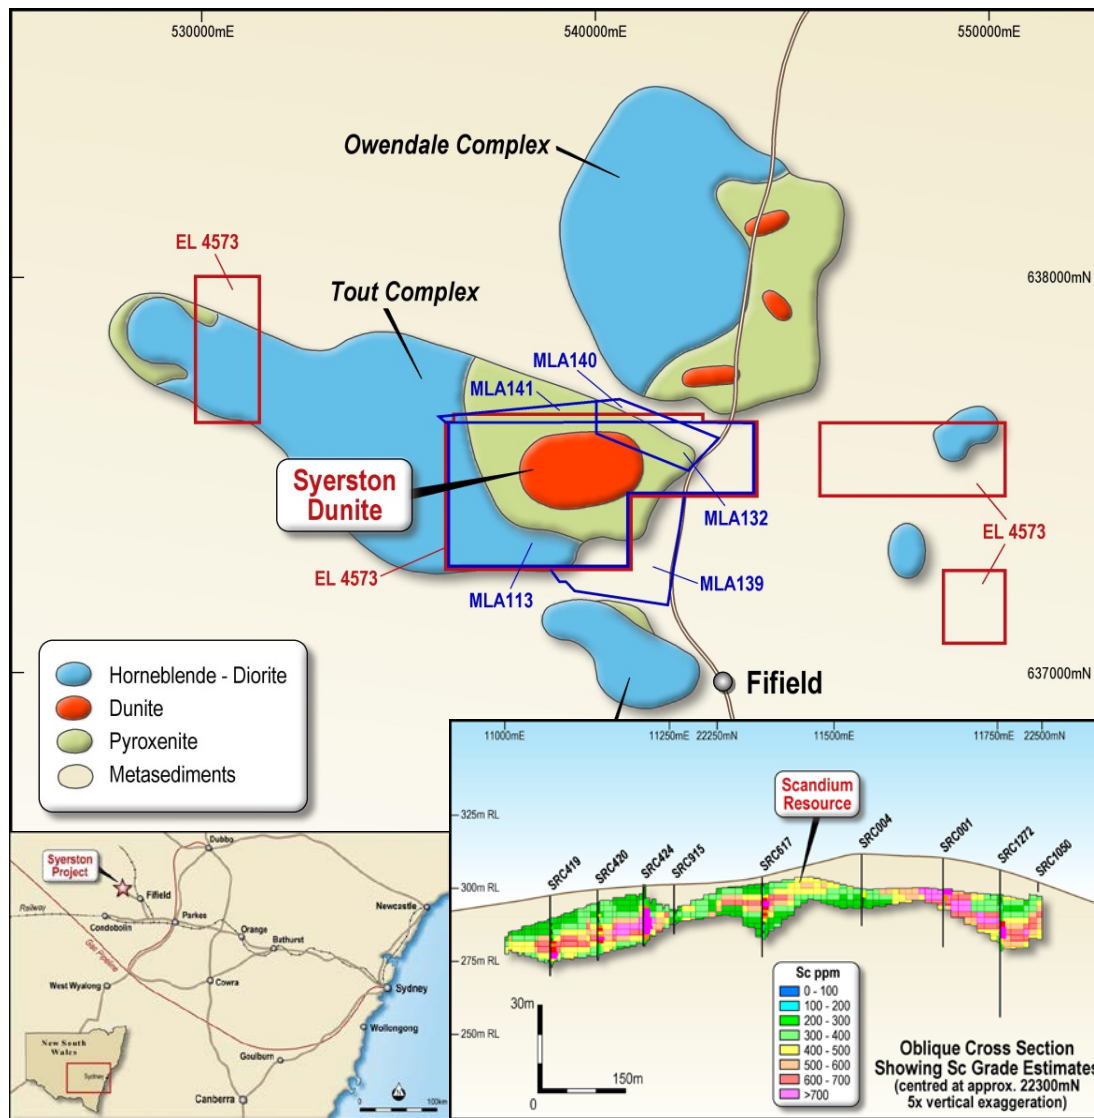 530000mE
540000mE
550000mE
Owendale Complex
EL 4573
638000mN
Tout Complex
MLA140
MLA141
Syerston
Dunite
MLA132
EL 4573
EL 4573
MLA139
MLA113
Horneblende - Diorite
Dunite
Pyroxenite
Metasediments
637000mN
Fifield
11000mE
11250mE
22250mN
11500mE
11750mE
22500mN
Scandium
Resource
325m RL
300m RL
275m RL
250m RL
SRC419
SRC420
SRC424
SRC915
SRC617
SRC004
SRC001
SRC1272
SRC1050
30m
0
150m
Sc ppm
0 - 100
100 - 200
200 - 300
300 - 400
400 - 500
500 - 600
600 - 700
>700
Oblique Cross Section
Showing Sc Grade Estimates
(centred at approx. 22300mN
5x vertical exaggeration)
Dubbo
Syerston
Project
Fifield
Newcastle
Railway
Parkes
Condobolin
Orange
Bathurst
Gas Pipeline
West Wyalong
Cowra
Sydney
Wollongong
New South
Wales
Sydney
Goulburn
Canberra
0
100km